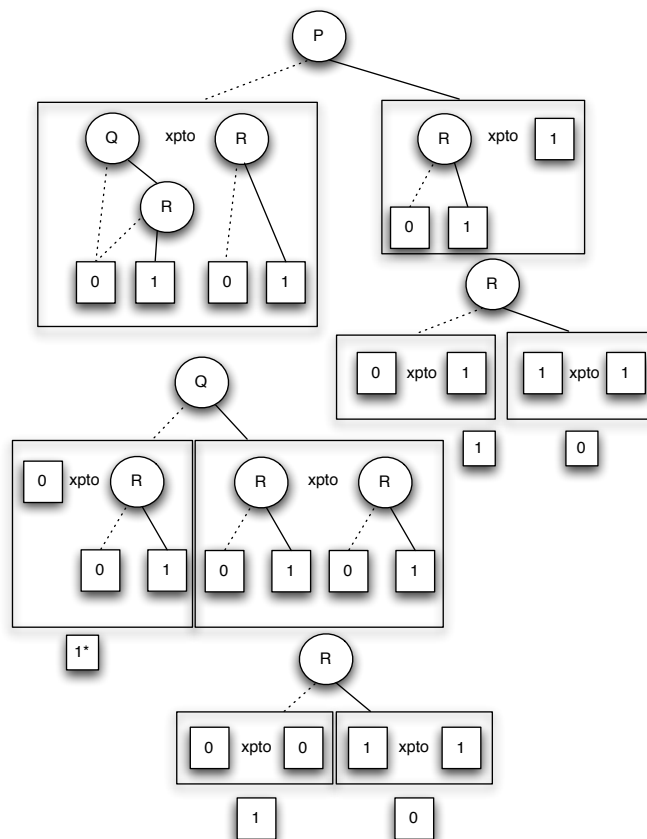 P
Q xpto R
R xpto 1
R
0 1
0 1 0 1
R
0 xpto 1
1 xpto 1
Q
1
0
0 xpto R
R xpto R
0 1
0 1 0 1
1*
R
0 xpto 0
1 xpto 1
1
0